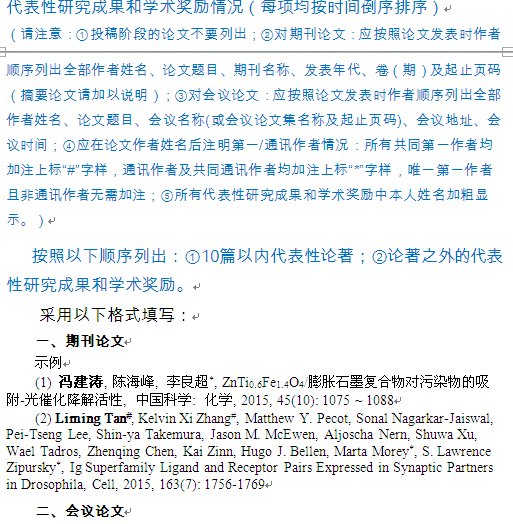 代表性研究成果和学术奖励情况（每项均按时间倒序排序）
（请注意：①投稿阶段的论文不要列出；②对期刊论文：应按照论文发表时作者
顺序列出全部作者姓名、论文题目、期刊名称、发表年代、卷（期）及起止页码
（摘要论文请加以说明）；③对会议论文：应按照论文发表时作者顺序列出全部
作者姓名、论文题目、会议名称(或会议论文集名称及起止页码)、会议地址、会
议时间；④应在论文作者姓名后注明第一/通讯作者情况：所有共同第一作者均
加注上标“#”字样，通讯作者及共同通讯作者均加注上标“*”字样，唯一第一作者
且非通讯作者无需加注；⑤所有代表性研究成果和学术奖励中本人姓名加粗显
示。）
按照以下顺序列出：①10篇以内代表性论著；②论著之外的代表
性研究成果和学术奖励。
采用以下格式填写：
一、期刊论文
示例
(1) 冯建涛, 陈海峰, 李良超*, ZnTi0.6Fe1.4O4/膨胀石墨复合物对污染物的吸
附-光催化降解活性, 中国科学: 化学, 2015, 45(10): 1075 ~ 1088
(2) Liming Tan#, Kelvin Xi Zhang#, Matthew Y. Pecot, Sonal Nagarkar-Jaiswal,
Pei-Tseng Lee, Shin-ya Takemura, Jason M. McEwen, Aljoscha Nern, Shuwa Xu,
Wael Tadros, Zhenqing Chen, Kai Zinn, Hugo J. Bellen, Marta Morey*, S. Lawrence
Zipursky*, Ig Superfamily Ligand and Receptor Pairs Expressed in Synaptic Partners
in Drosophila, Cell, 2015, 163(7): 1756-1769
二、会议论文